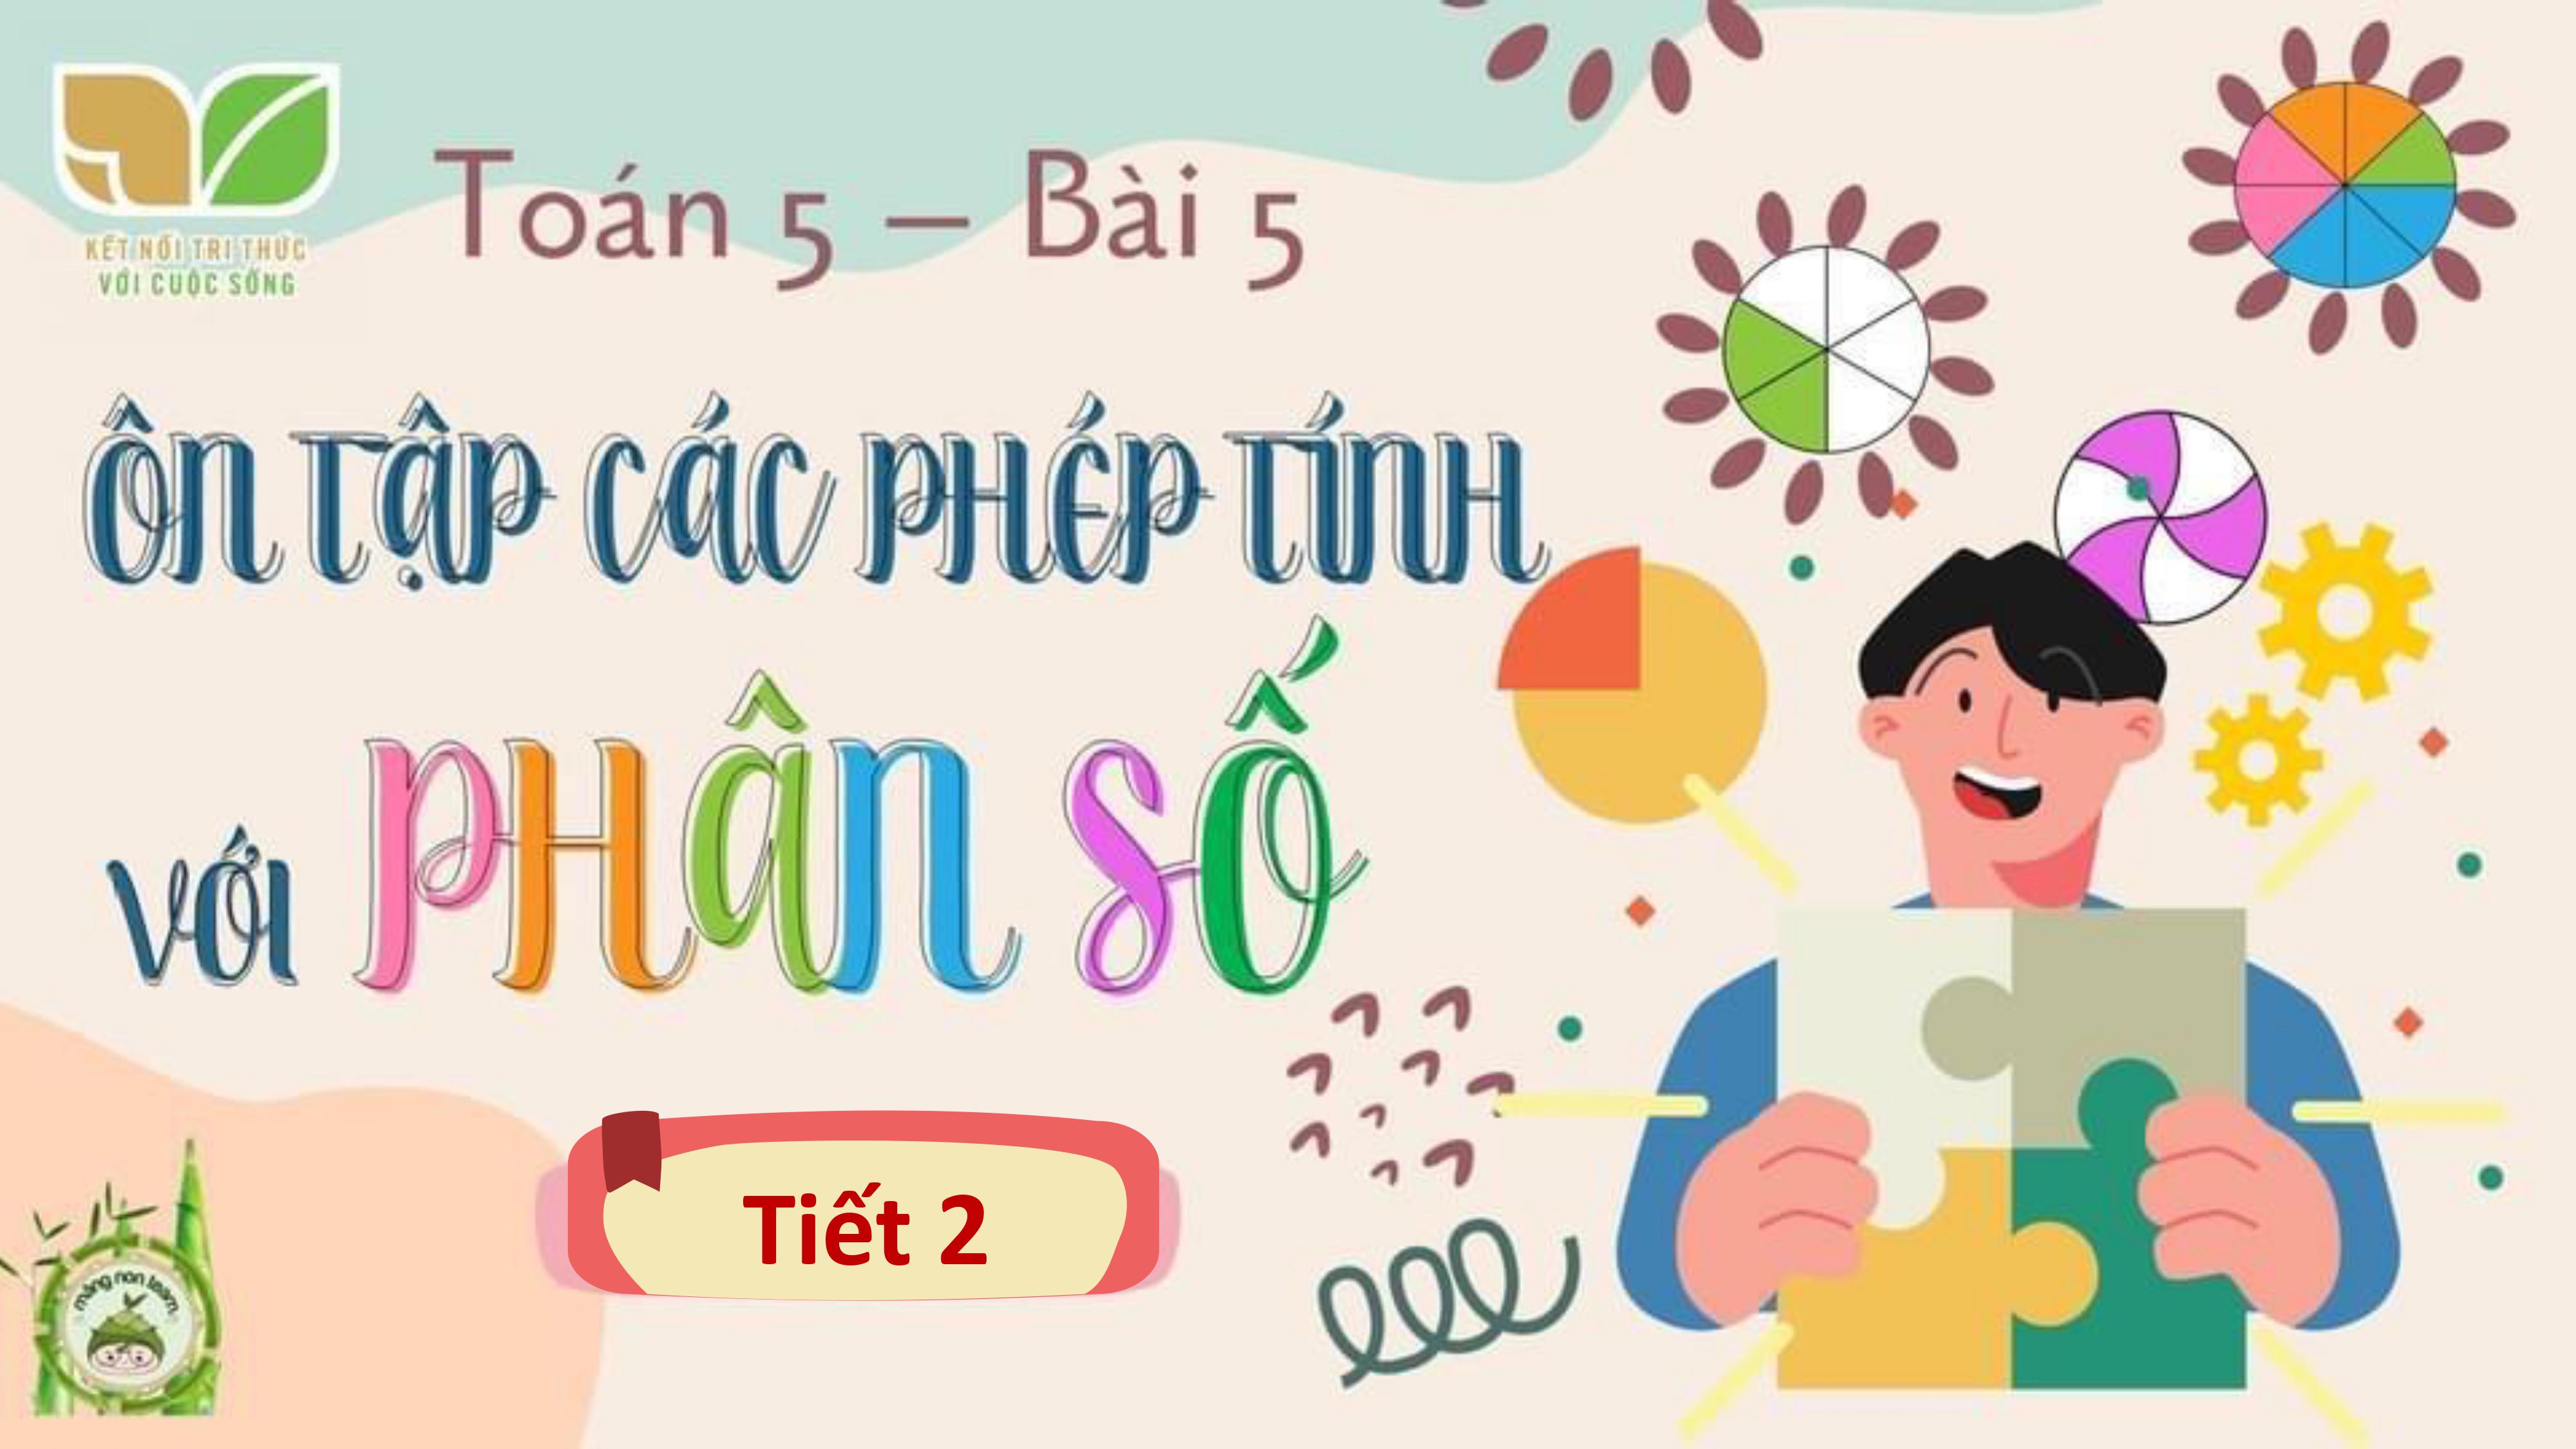 KẾT NỐI TRI THỨC
VỚI CUỘC SỐNG
Toán 5 – Bài 5
ÔN TẬP CÁC PHÉP TÍNH
VỚI PHÂN SỐ
Tiết 2
măng non team